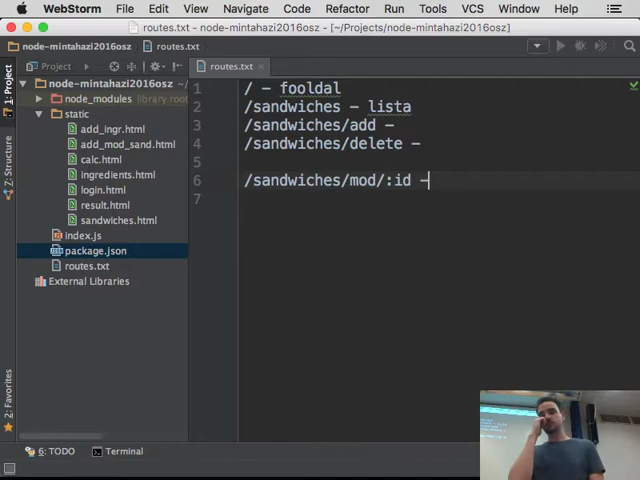 WebStorm File Edit View Navigate Code Refactor Run Tools VCS Window
routes.txt - node-mintahazi2016osz - [~/Projects/node-mintahazi2016osz]
node-mintahazi2016osz routes.txt
Project routes.txt
1: Project
7: Structure
2: Favorites
node-mintahazi2016osz (~/P
node_modules library root
static
add_ingr.html
add_mod_sand.html
calc.html
ingredients.html
login.html
result.html
sandwiches.html
index.js
package.json
routes.txt
External Libraries
1 / - fooldal
2 /sandwiches - lista
3 /sandwiches/add -
4 /sandwiches/delete -
5
6 /sandwiches/mod/:id -
7
6: TODO Terminal